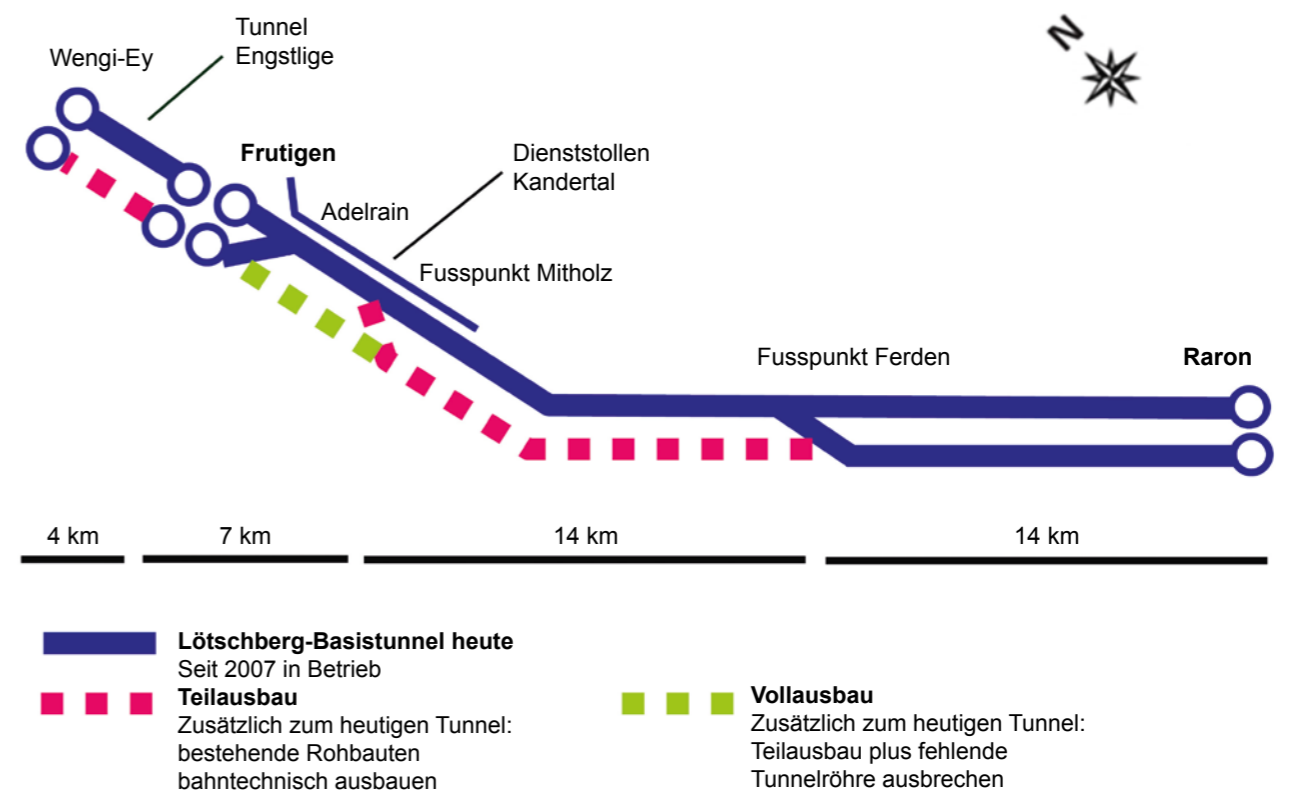 N
Tunnel
Engstlige
Wengi-Ey
Frutigen
Dienststollen
Kandertal
Adelrain
Fusspunkt Mitholz
Fusspunkt Ferden
Raron
4 km
7 km
14 km
14 km
Lötschberg-Basistunnel heute
Seit 2007 in Betrieb
Teilausbau
Zusätzlich zum heutigen Tunnel:
bestehende Rohbauten
bahntechnisch ausbauen
Vollausbau
Zusätzlich zum heutigen Tunnel:
Teilausbau plus fehlende
Tunnelröhre ausbrechen